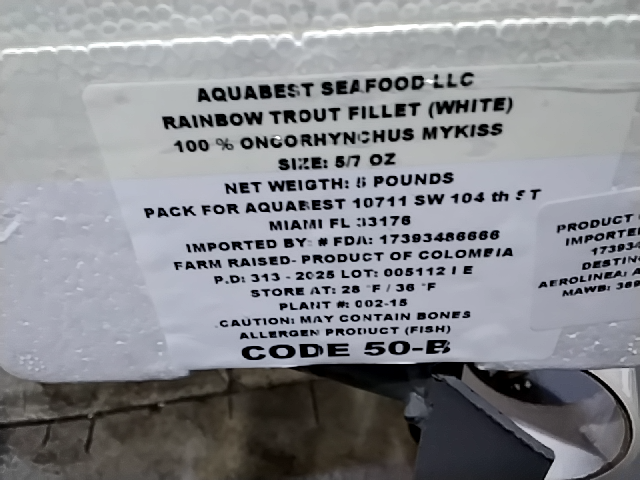 AQUABEST SEAFOOD LLC
RAINBOW TROUT FILLET (WHITE)
100 % ONCORHYNCHUS MYKISS
SIZE: 5/7 OZ
NET WEIGTH: POUNDS
PACK FOR AQUABEST 10711 SW 104 th ST
MIAMI FL 33176
IMPORTED BY: # FDA: 17393486666
FARM RAISED- PRODUCT OF COLOMBIA
P.D: 313 - 2025 LOT: 005112 I E
STORE AT: 28 °F / 36 °F
PLANT #: 002-15
CAUTION: MAY CONTAIN BONES
ALLERGEN PRODUCT (FISH)
CODE 50-B
PRODUCT
IMPORTE
17393
DESTIN
AEROLINEA: A
MAWB: